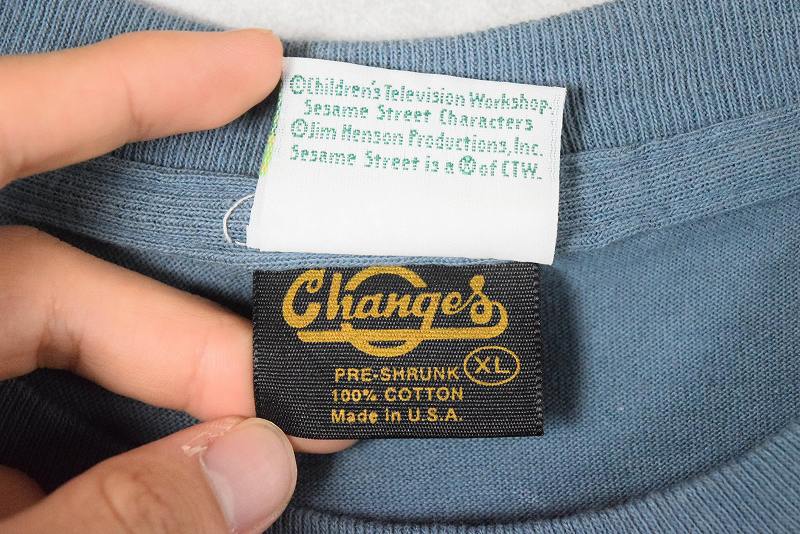 ©Children's Television Workshop.
Sesame Street Characters
©Jim Henson Productions, Inc.
Sesame Street is a ®of CTW.
Changes
XL
PRE-SHRUNK
100% COTTON
Made in U.S.A.